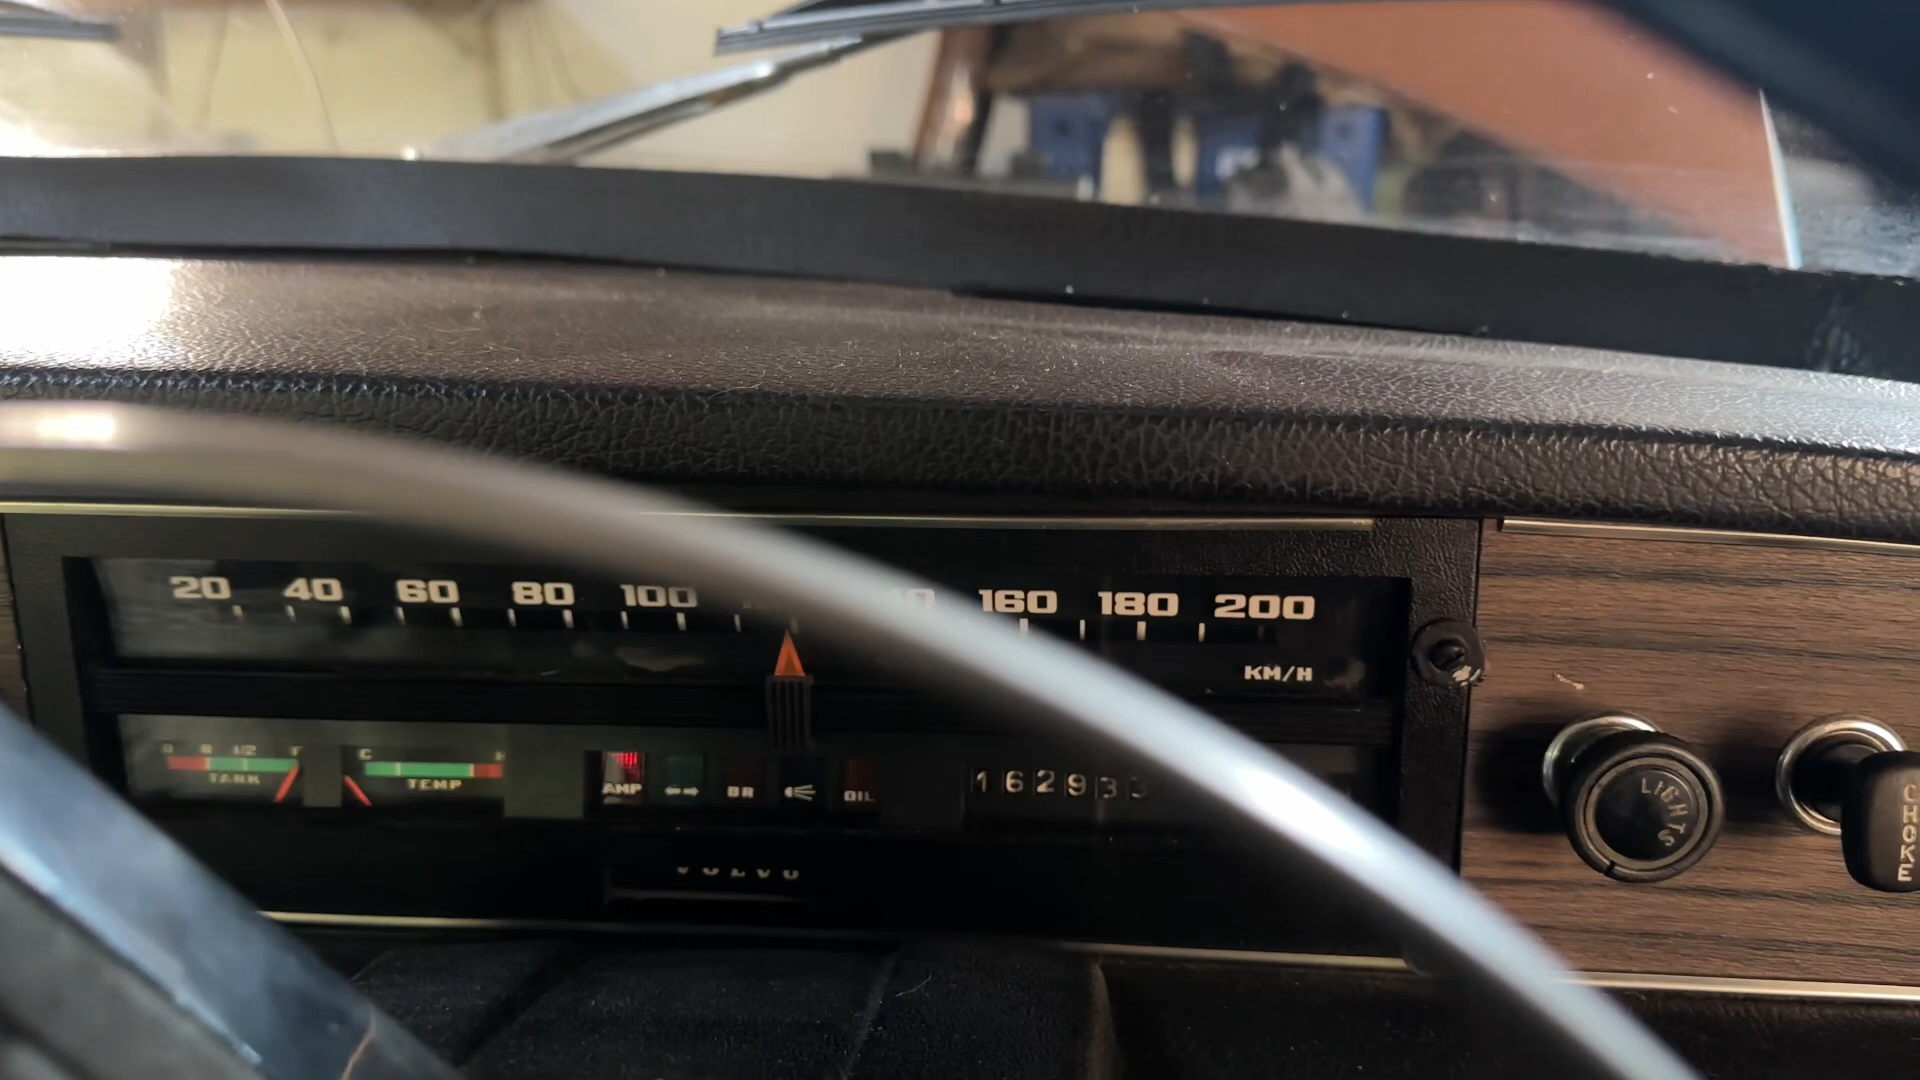 20 40 60 80 100 160 180 200
KM/H
R 1/2 F C H
TANK TEMP
AMP BR OIL
16293
VOLVO
LIGHTS
CHOKE